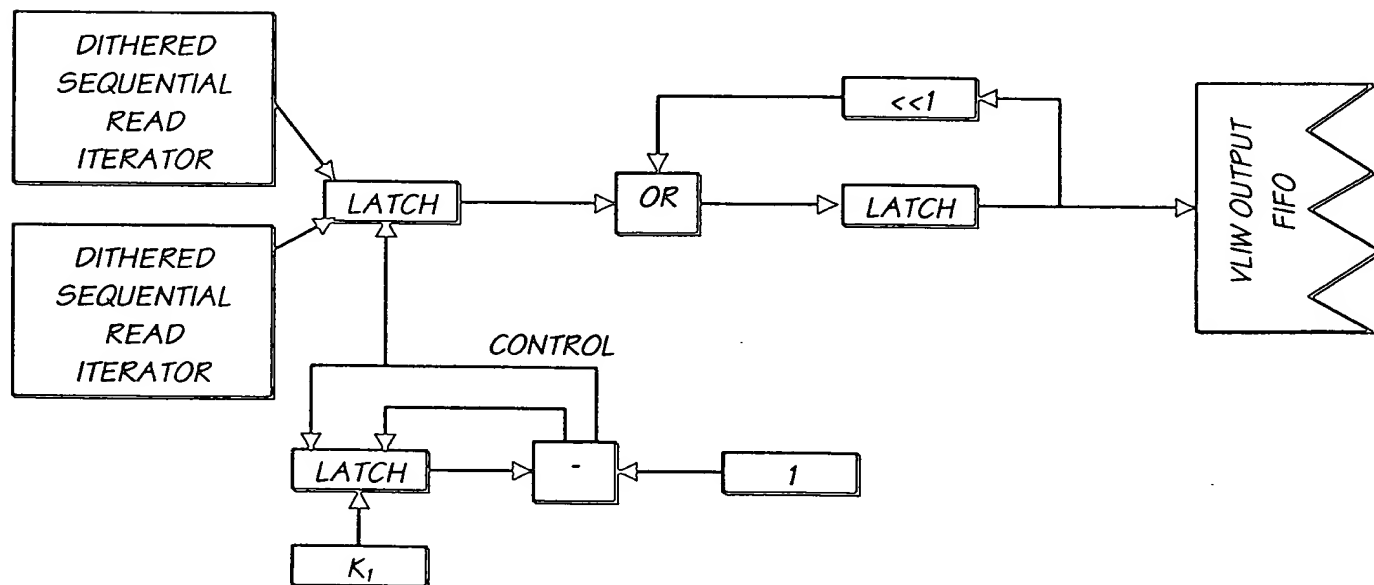 DITHERED
SEQUENTIAL
READ
ITERATOR
<<1
LATCH
OR
LATCH
VLIW OUTPUT
FIFO
DITHERED
SEQUENTIAL
READ
ITERATOR
CONTROL
LATCH
-
1
K₁